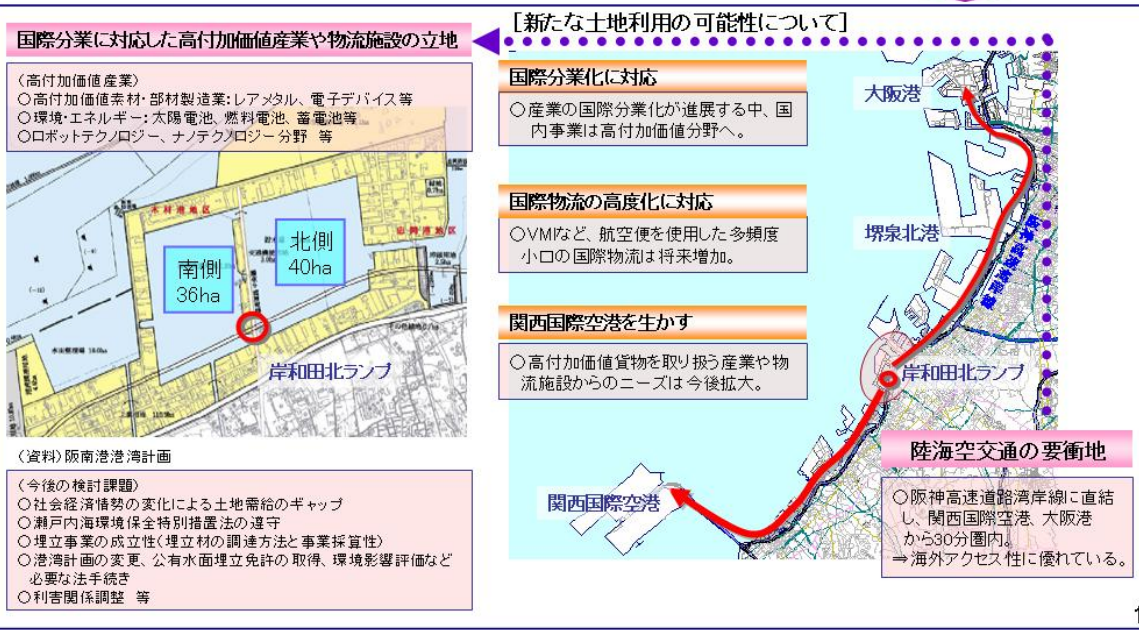 [新たな土地利用の可能性について]
国際分業に対応した高付加価値産業や物流施設の立地
(高付加価値産業)
○高付加価値素材・部材製造業:レアメタル、電子デバイス等
○環境・エネルギー:太陽電池、燃料電池、蓄電池等
○ロボットテクノロジー、ナノテクノロジー分野 等
木材港地区
北側
40ha
南側
36ha
岸和田北ランプ
(資料)阪南港港湾計画
(今後の検討課題)
○社会経済情勢の変化による土地需給のギャップ
○瀬戸内海環境保全特別措置法の遵守
○埋立事業の成立性(埋立材の調達方法と事業採算性)
○港湾計画の変更、公有水面埋立免許の取得、環境影響評価など
必要な法手続き
○利害関係調整 等
国際分業化に対応
○産業の国際分業化が進展する中、国
内事業は高付加価値分野へ。
国際物流の高度化に対応
○VMIなど、航空便を使用した多頻度
小口の国際物流は将来増加。
関西国際空港を生かす
○高付加価値貨物を取り扱う産業や物
流施設からのニーズは今後拡大。
大阪港
堺泉北港
岸和田北ランプ
関西国際空港
陸海空交通の要衝地
○阪神高速道路湾岸線に直結
し、関西国際空港、大阪港
から30分圏内。
⇒海外アクセス性に優れている。